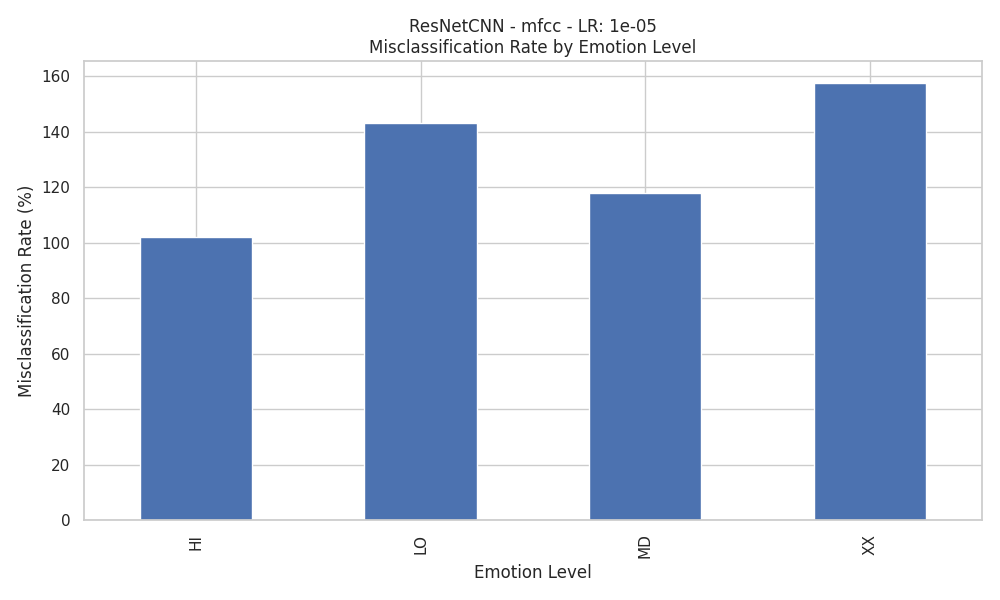 ResNetCNN - mfcc - LR: 1e-05
Misclassification Rate by Emotion Level
Misclassification Rate (%)
160
140
120
100
80
60
40
20
0
HI
LO
MD
XX
Emotion Level